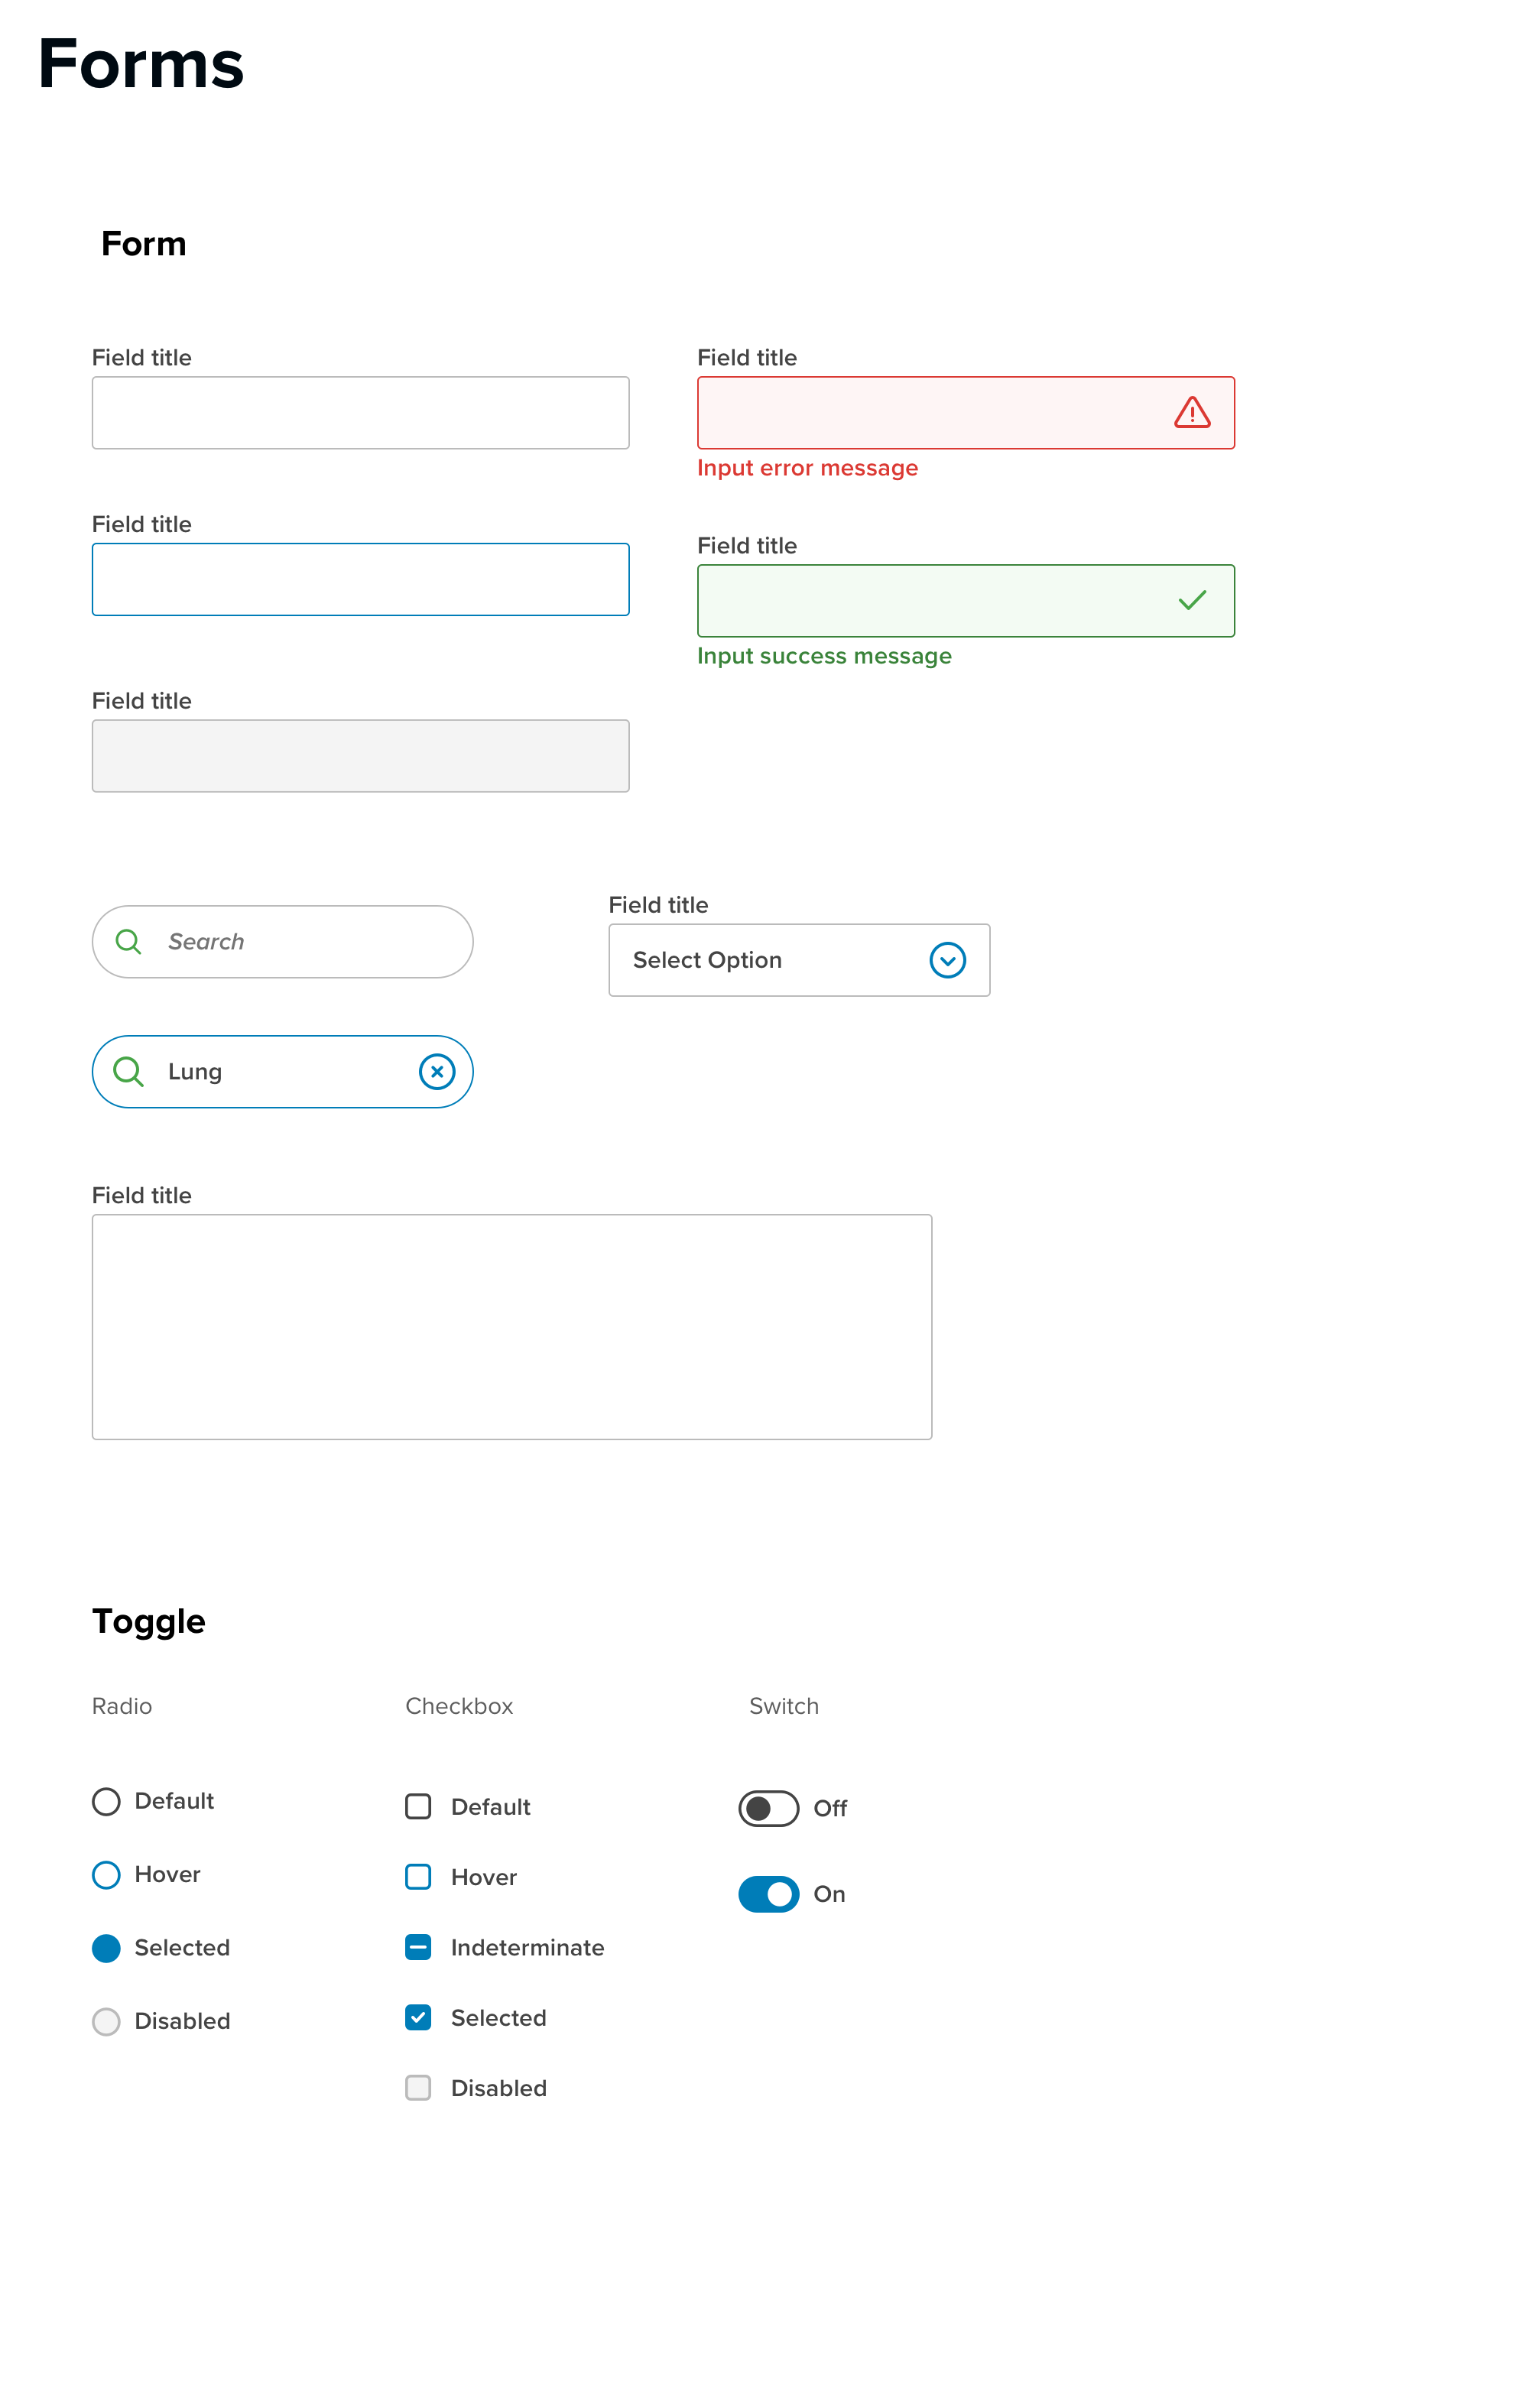 Forms
Form
Field title
Field title
Input error message
Field title
Field title
Input success message
Field title
Search
Field title
Select Option
Lung
Field title
Toggle
Radio
Checkbox
Switch
Default
Default
Off
Hover
Hover
On
Selected
Indeterminate
Disabled
Selected
Disabled